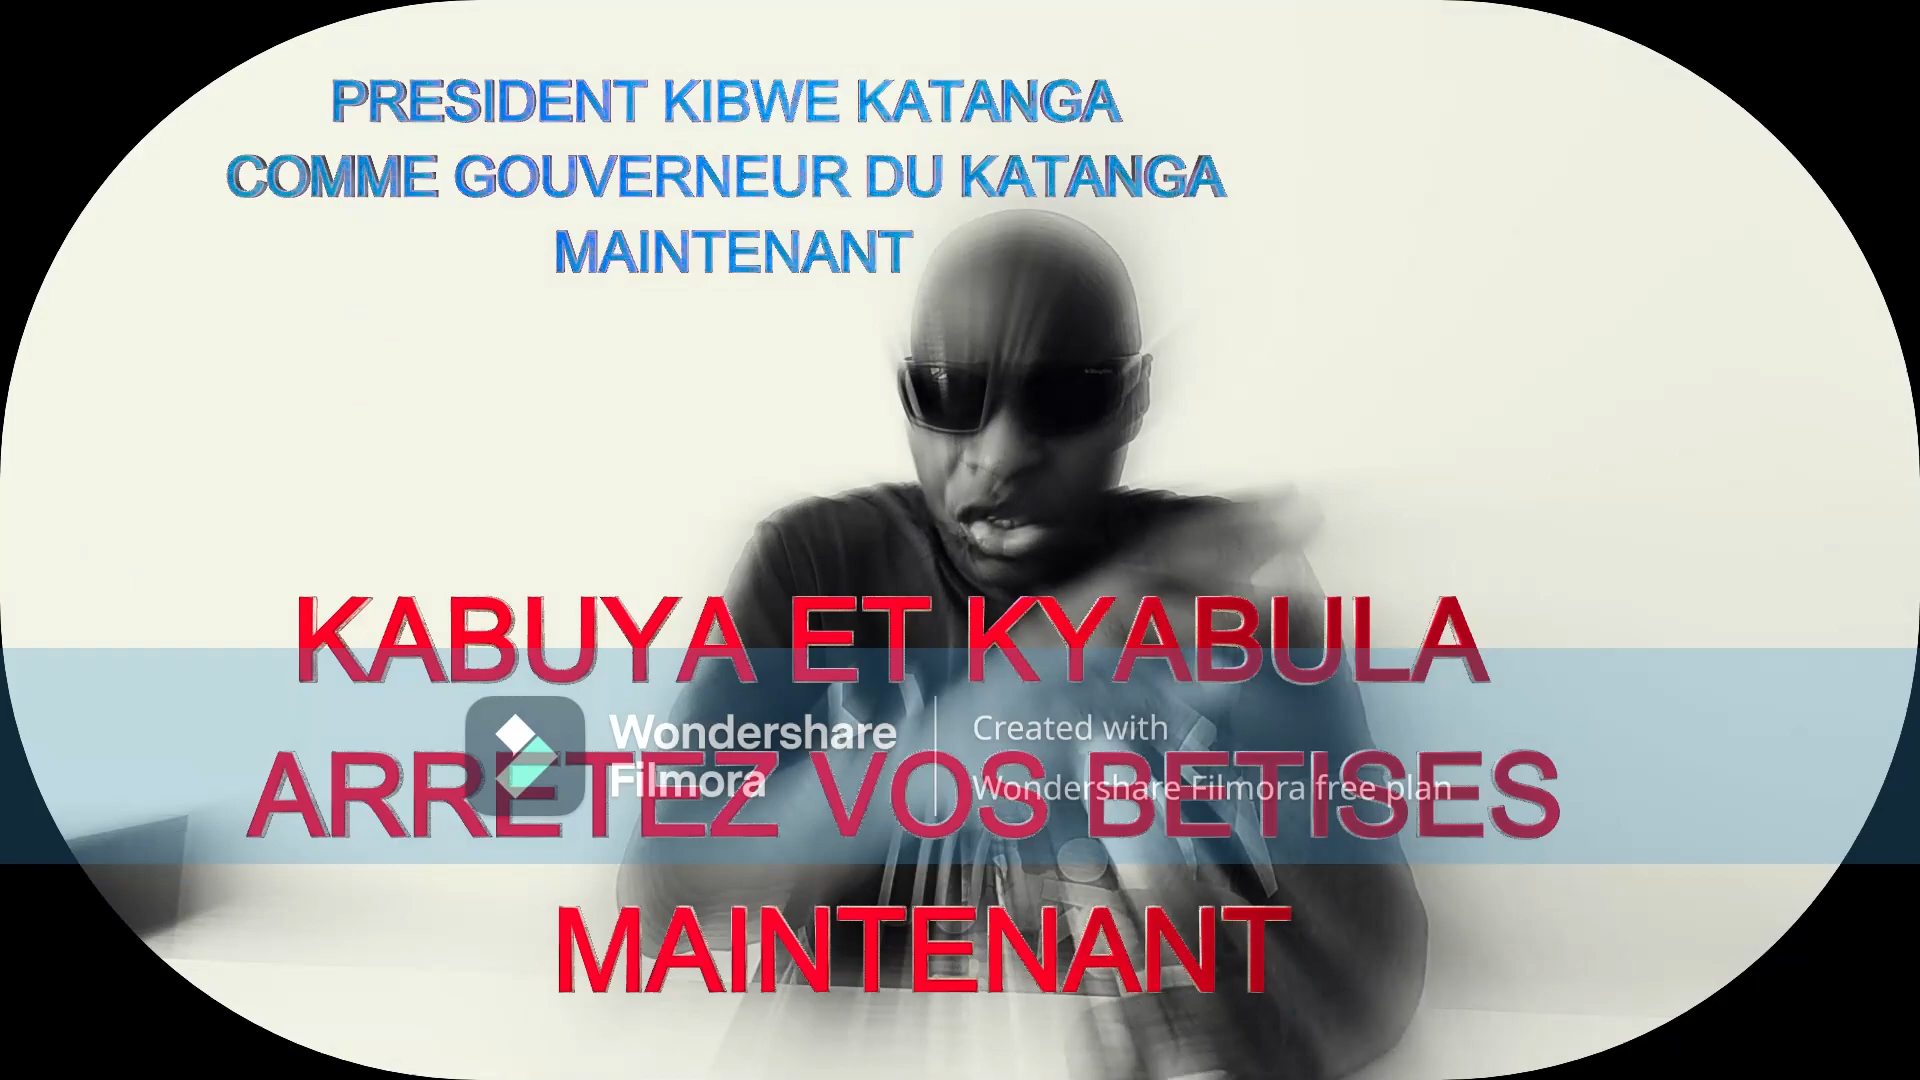 PRESIDENT KIBWE KATANGA
COMME GOUVERNEUR DU KATANGA
MAINTENANT
KABUYA ET KYABULA
ARRETEZ VOS BETISES
MAINTENANT
Wondershare
Filmora
Created with
Wondershare Filmora free plan